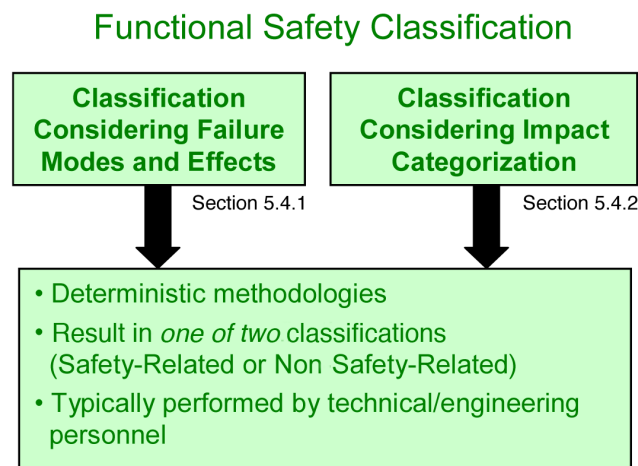 Functional Safety Classification
Classification
Considering Failure
Modes and Effects
Classification
Considering Impact
Categorization
Section 5.4.1
Section 5.4.2
• Deterministic methodologies
• Result in one of two classifications
(Safety-Related or Non Safety-Related)
• Typically performed by technical/engineering
personnel